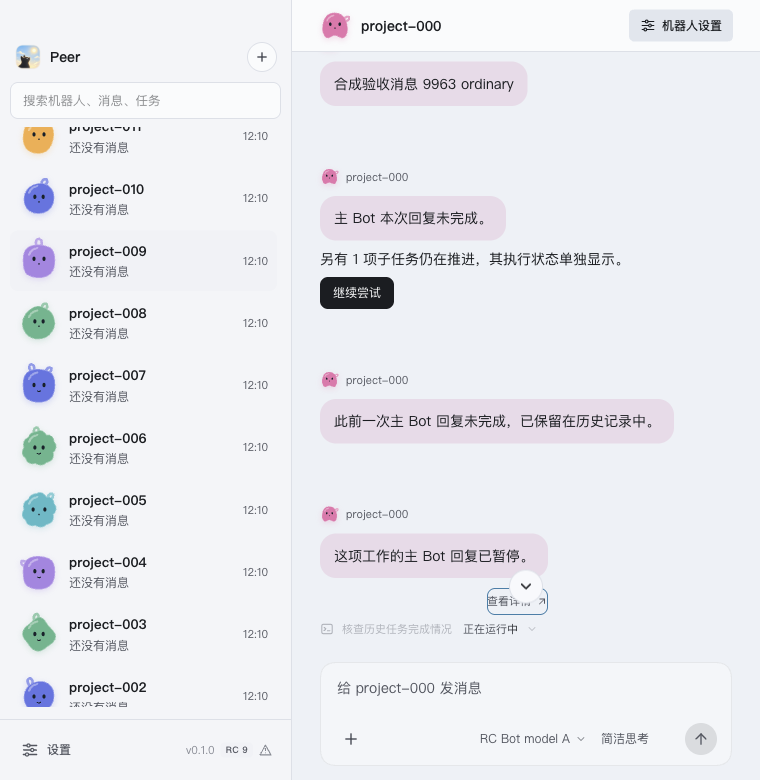 Peer
搜索机器人、消息、任务
project-011
12:10
还没有消息
project-010
12:10
还没有消息
project-009
12:10
还没有消息
project-008
12:10
还没有消息
project-007
12:10
还没有消息
project-006
12:10
还没有消息
project-005
12:10
还没有消息
project-004
12:10
还没有消息
project-003
12:10
还没有消息
project-002
12:10
还没有消息
设置
v0.1.0 RC 9
project-000
机器人设置
合成验收消息 9963 ordinary
project-000
主 Bot 本次回复未完成。
另有 1 项子任务仍在推进，其执行状态单独显示。
继续尝试
project-000
此前一次主 Bot 回复未完成，已保留在历史记录中。
project-000
这项工作的主 Bot 回复已暂停。
查看详情
核查历史任务完成情况 正在运行中
给 project-000 发消息
RC Bot model A 简洁思考